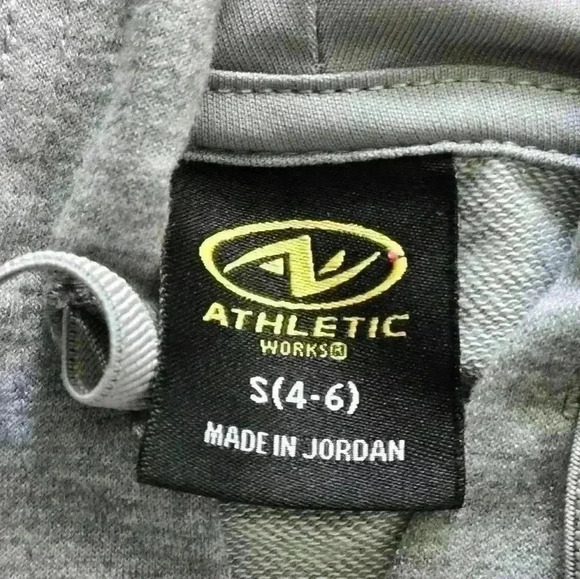 ATHLETIC
WORKS®
S(4-6)
MADE IN JORDAN